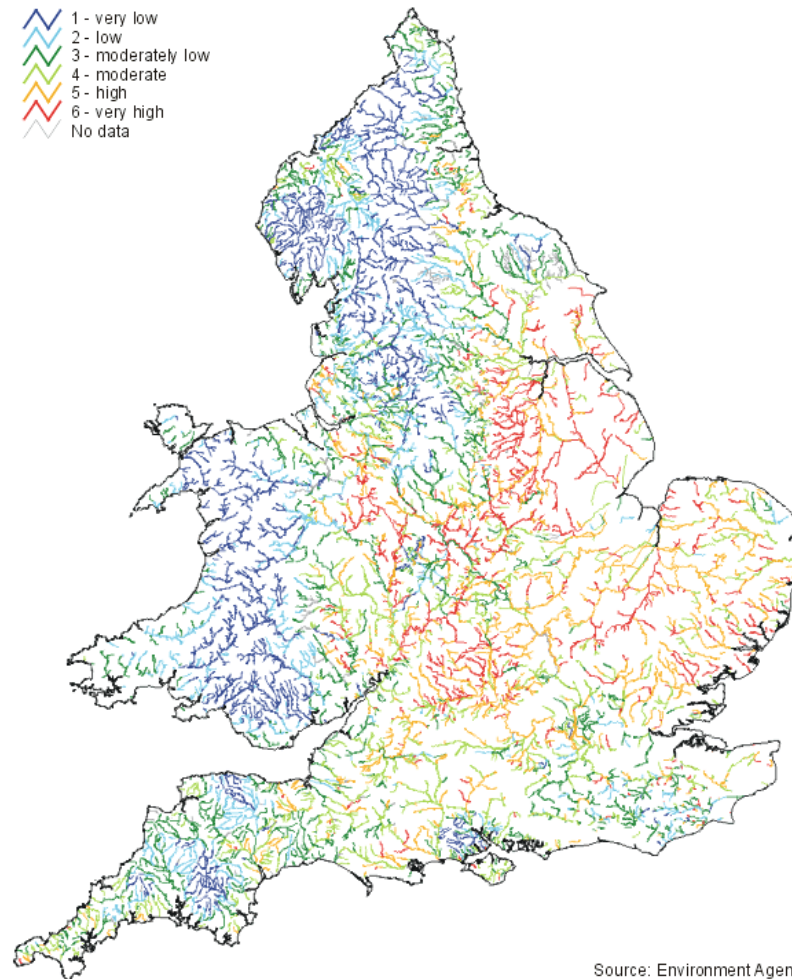 1 - very low
2 - low
3 - moderately low
4 - moderate
5 - high
6 - very high
No data
Source: Environment Agen